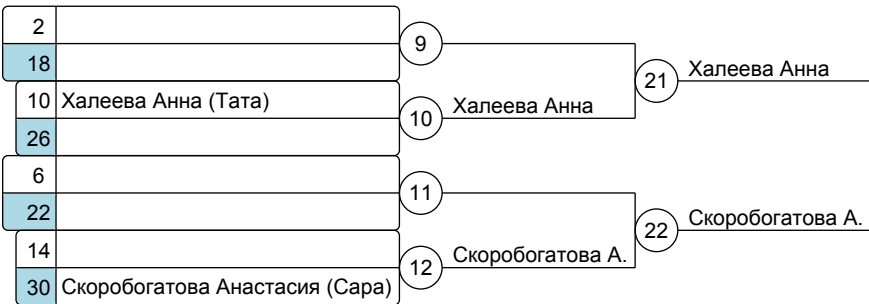 2
9
18
21 Халеева Анна
10 Халеева Анна (Тата)
10 Халеева Анна
26
6
11
22
22 Скоробогатова А.
14
12 Скоробогатова А.
30 Скоробогатова Анастасия (Сара)